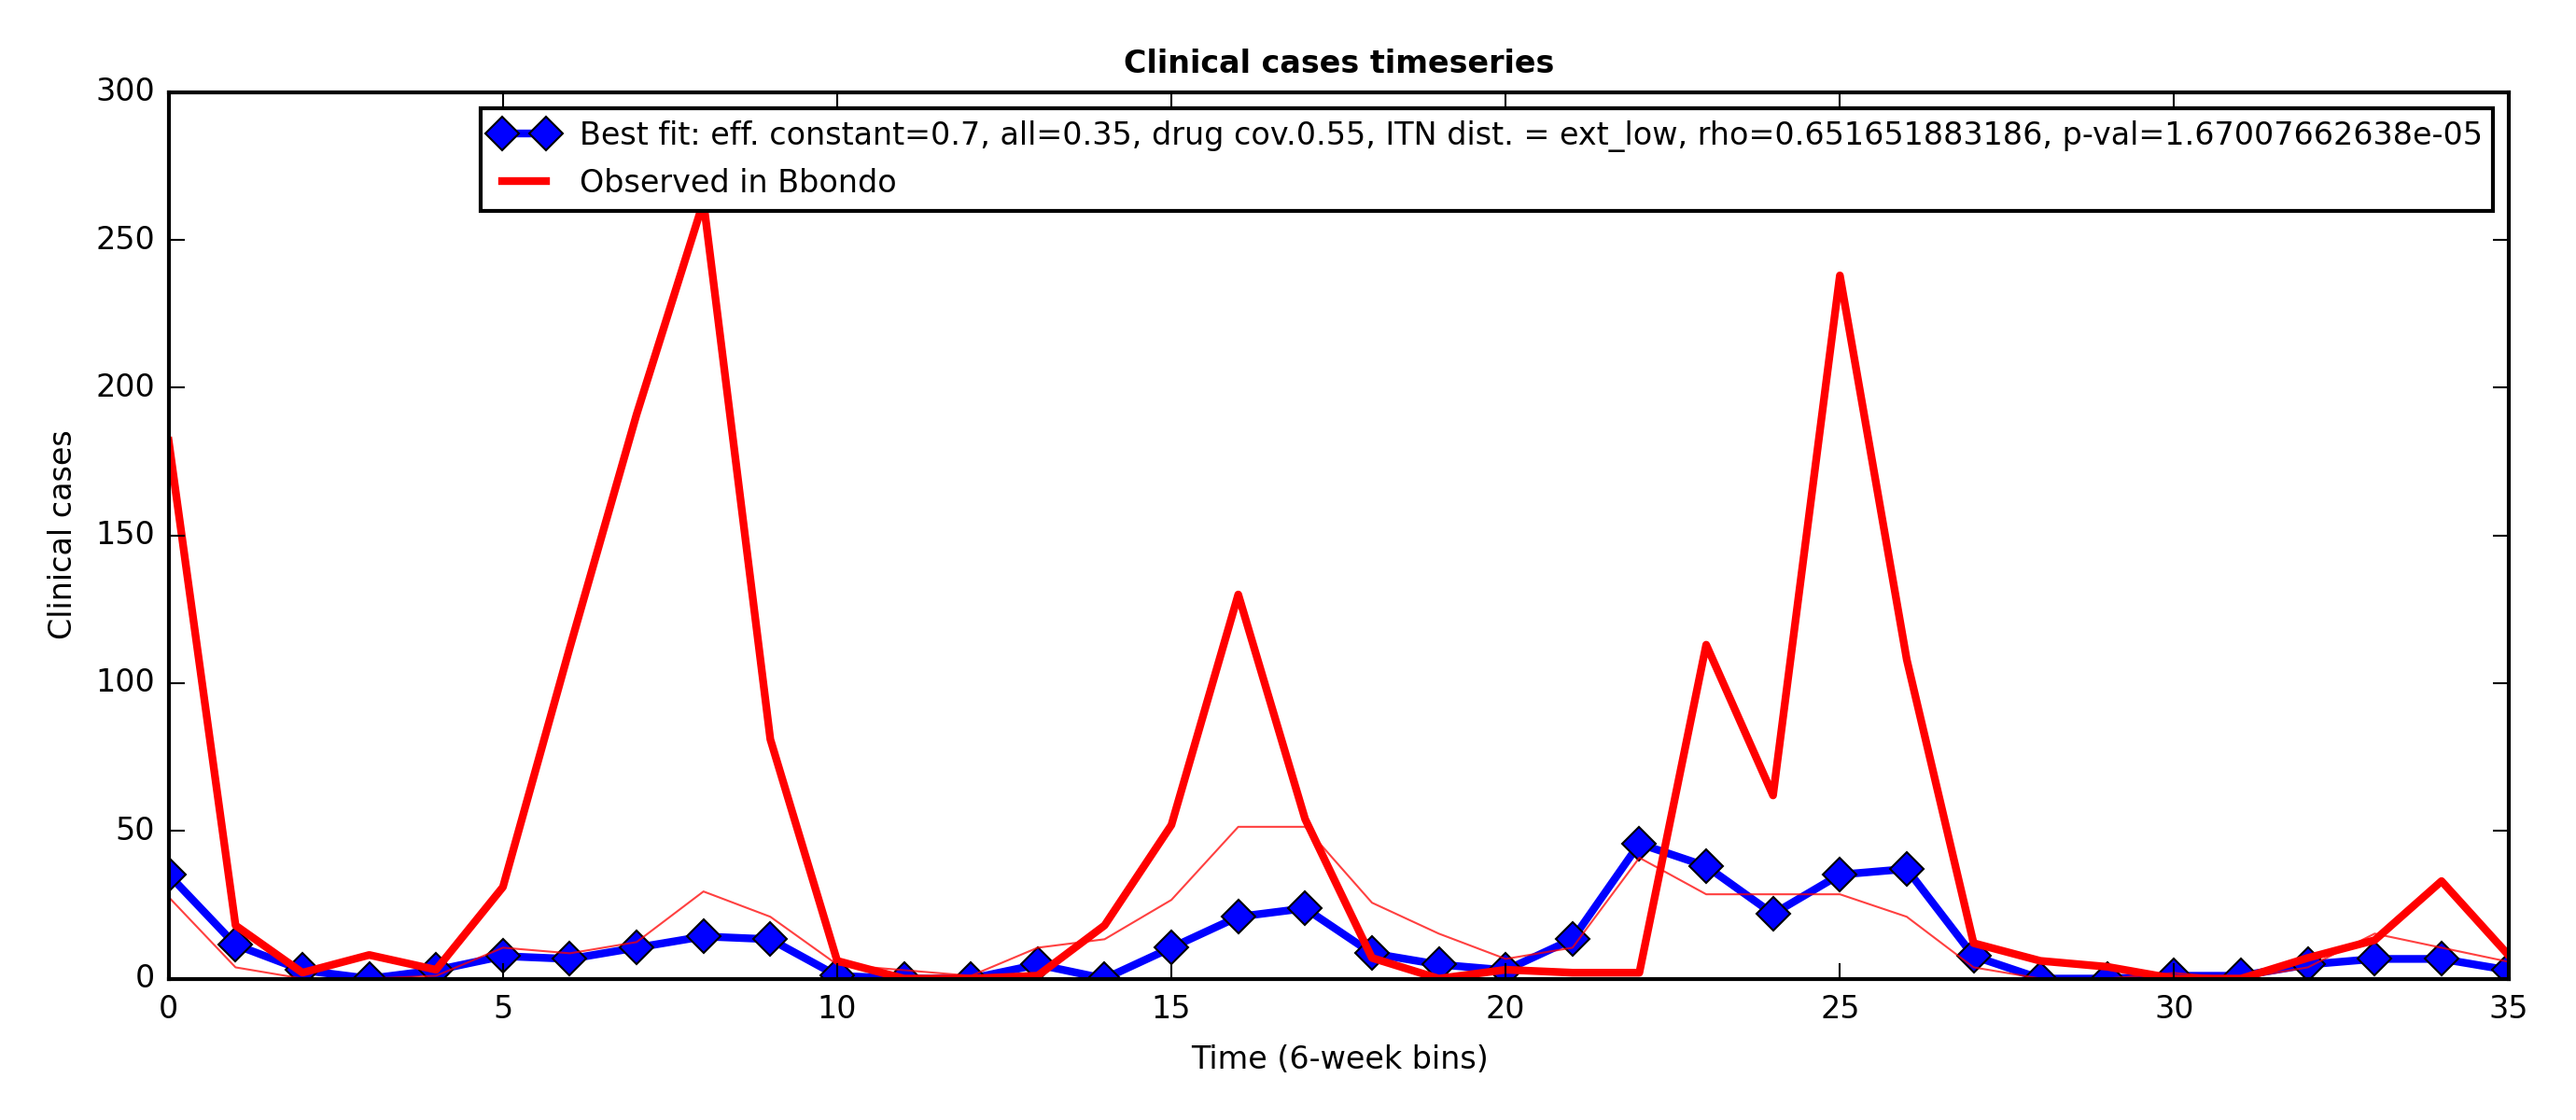 Clinical cases timeseries
300
250
200
150
100
50
0
Clinical cases
Best fit: eff. constant=0.7, all=0.35, drug cov.0.55, ITN dist. = ext_low, rho=0.651651883186, p-val=1.67007662638e-05
Observed in Bbondo
0 5 10 15 20 25 30 35
Time (6-week bins)